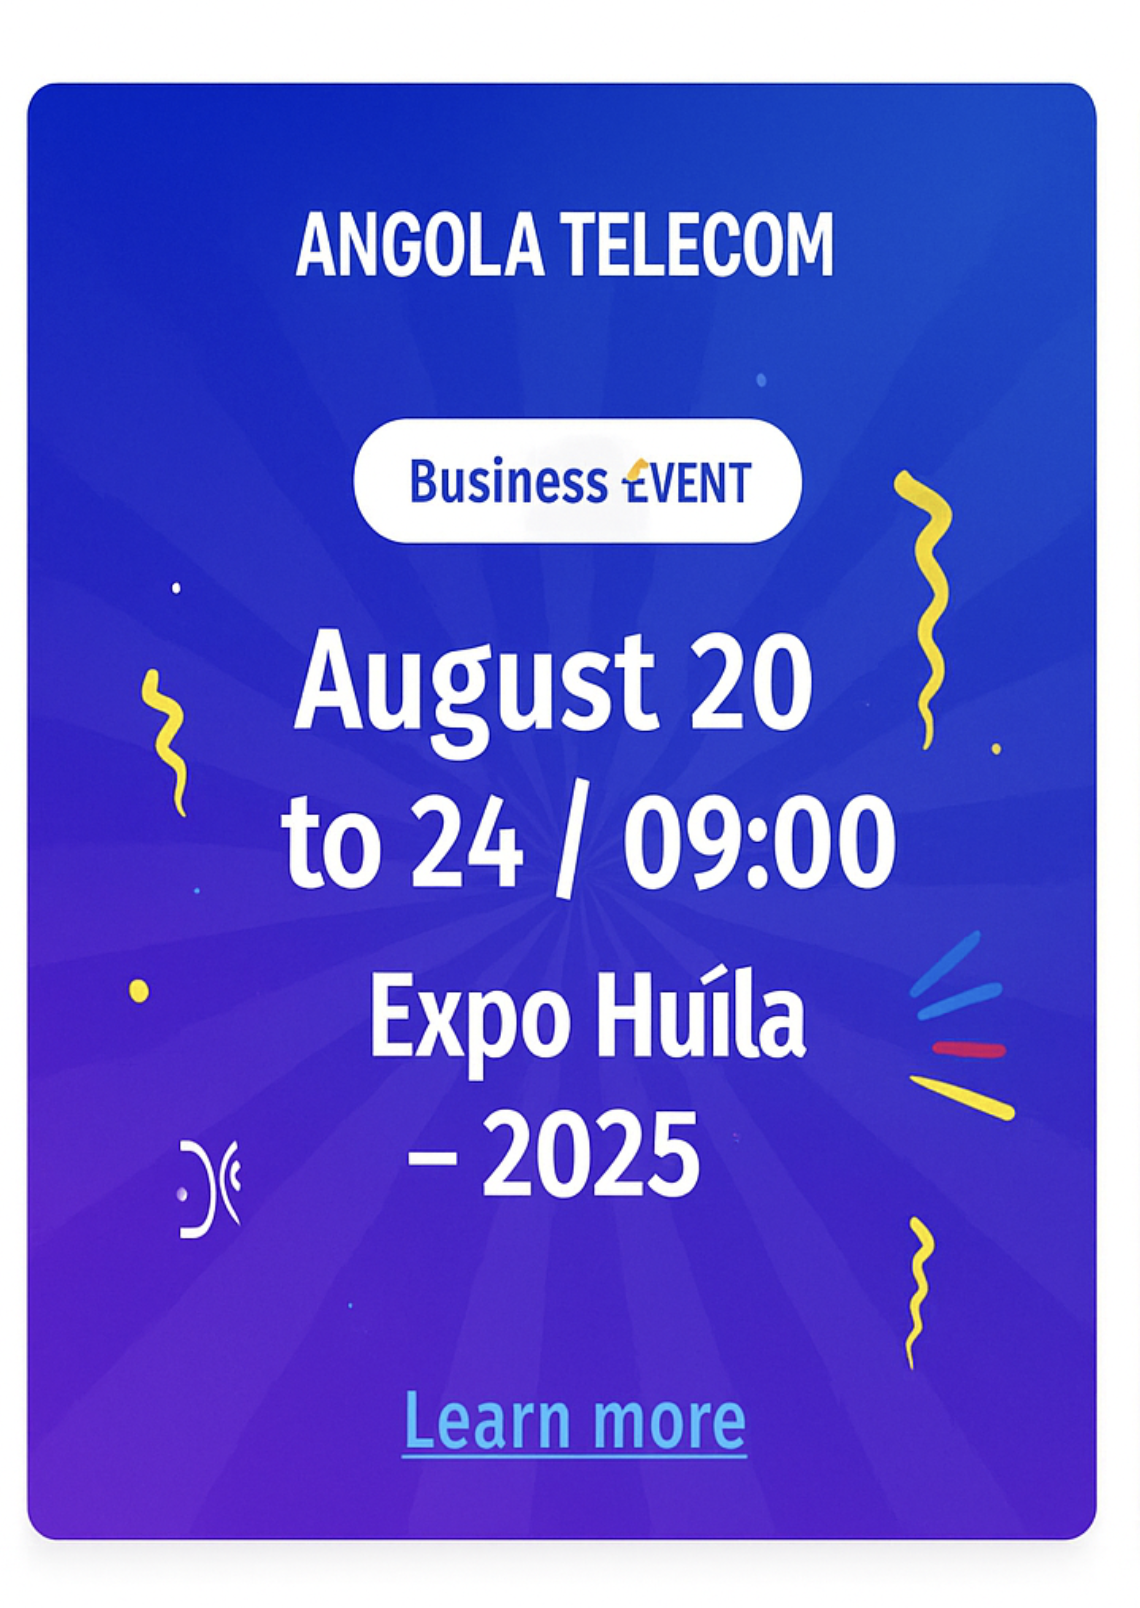 ANGOLA TELECOM
Business EVENT
August 20
to 24 / 09:00
Expo Huíla
– 2025
Learn more